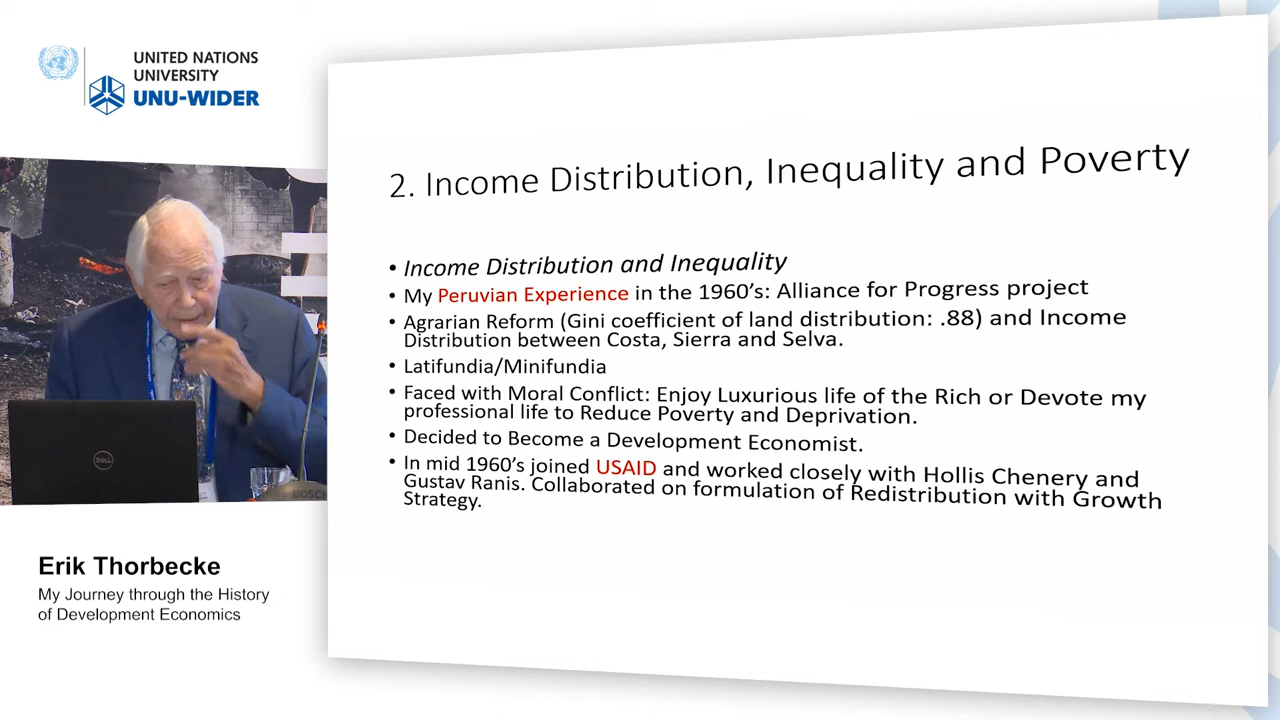 UNITED NATIONS
UNIVERSITY
UNU-WIDER
2. Income Distribution, Inequality and Poverty
• Income Distribution and Inequality
• My Peruvian Experience in the 1960's: Alliance for Progress project
• Agrarian Reform (Gini coefficient of land distribution: .88) and Income
Distribution between Costa, Sierra and Selva.
• Latifundia/Minifundia
• Faced with Moral Conflict: Enjoy Luxurious life of the Rich or Devote my
professional life to Reduce Poverty and Deprivation.
• Decided to Become a Development Economist.
• In mid 1960's joined USAID and worked closely with Hollis Chenery and
Gustav Ranis. Collaborated on formulation of Redistribution with Growth
Strategy.
DELL
BOSCH
Erik Thorbecke
My Journey through the History
of Development Economics